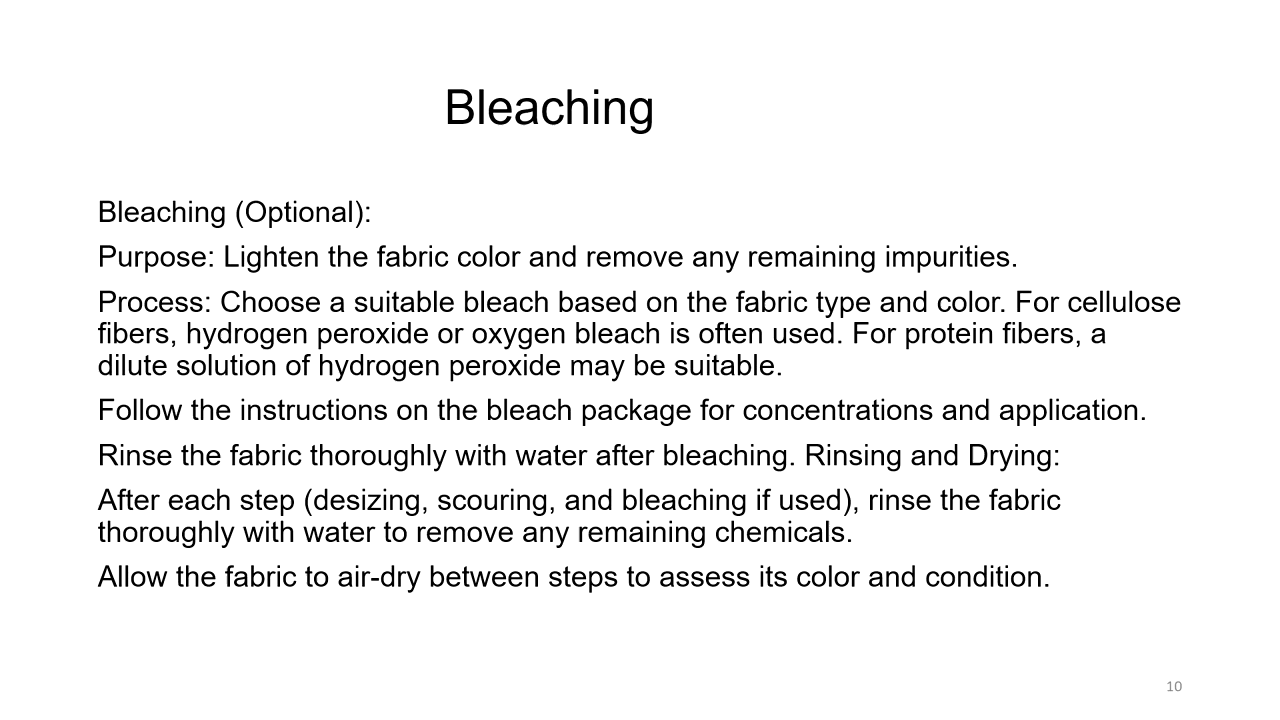 Bleaching
Bleaching (Optional):
Purpose: Lighten the fabric color and remove any remaining impurities.
Process: Choose a suitable bleach based on the fabric type and color. For cellulose
fibers, hydrogen peroxide or oxygen bleach is often used. For protein fibers, a
dilute solution of hydrogen peroxide may be suitable.
Follow the instructions on the bleach package for concentrations and application.
Rinse the fabric thoroughly with water after bleaching. Rinsing and Drying:
After each step (desizing, scouring, and bleaching if used), rinse the fabric
thoroughly with water to remove any remaining chemicals.
Allow the fabric to air-dry between steps to assess its color and condition.
10